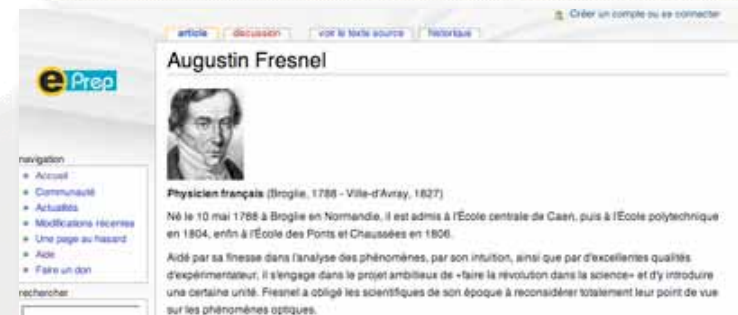 Créer un compte ou se connecter
article discussion voir le texte source historique
Augustin Fresnel
e Prep
Physicien français (Broglie, 1788 - Ville-d'Avray, 1827)
Né le 10 mai 1788 à Broglie en Normandie, il est admis à l'École centrale de Caen, puis à l'École polytechnique
en 1804, enfin à l'École des Ponts et Chaussées en 1806.
Aidé par sa finesse dans l'analyse des phénomènes, par son intuition, ainsi que par d'excellentes qualités
d'expérimentateur, il s'engage dans le projet ambitieux de «faire la révolution dans la science» et d'y introduire
une certaine unité. Fresnel a obligé les scientifiques de son époque à reconsidérer totalement leur point de vue
sur les phénomènes optiques.
navigation
Accueil
Communauté
Actualités
Modifications récentes
Une page au hasard
Aide
Faire un don
rechercher